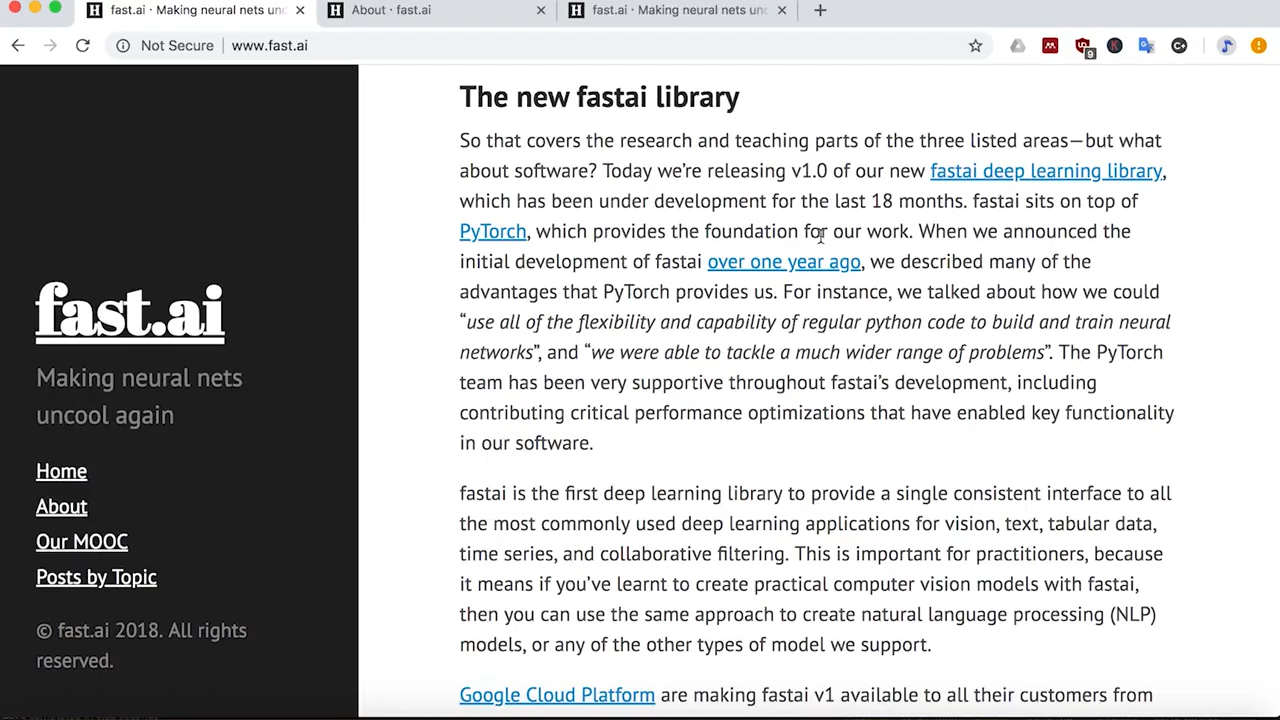 fast.ai · Making neural nets unc
About · fast.ai
fast.ai · Making neural nets unc
Not Secure
www.fast.ai
9
fast.ai
Making neural nets
uncool again
Home
About
Our MOOC
Posts by Topic
© fast.ai 2018. All rights
reserved.
The new fastai library
So that covers the research and teaching parts of the three listed areas—but what
about software? Today we’re releasing v1.0 of our new fastai deep learning library,
which has been under development for the last 18 months. fastai sits on top of
PyTorch, which provides the foundation for our work. When we announced the
initial development of fastai over one year ago, we described many of the
advantages that PyTorch provides us. For instance, we talked about how we could
“use all of the flexibility and capability of regular python code to build and train neural
networks”, and “we were able to tackle a much wider range of problems”. The PyTorch
team has been very supportive throughout fastai’s development, including
contributing critical performance optimizations that have enabled key functionality
in our software.
fastai is the first deep learning library to provide a single consistent interface to all
the most commonly used deep learning applications for vision, text, tabular data,
time series, and collaborative filtering. This is important for practitioners, because
it means if you’ve learnt to create practical computer vision models with fastai,
then you can use the same approach to create natural language processing (NLP)
models, or any of the other types of model we support.
Google Cloud Platform are making fastai v1 available to all their customers from